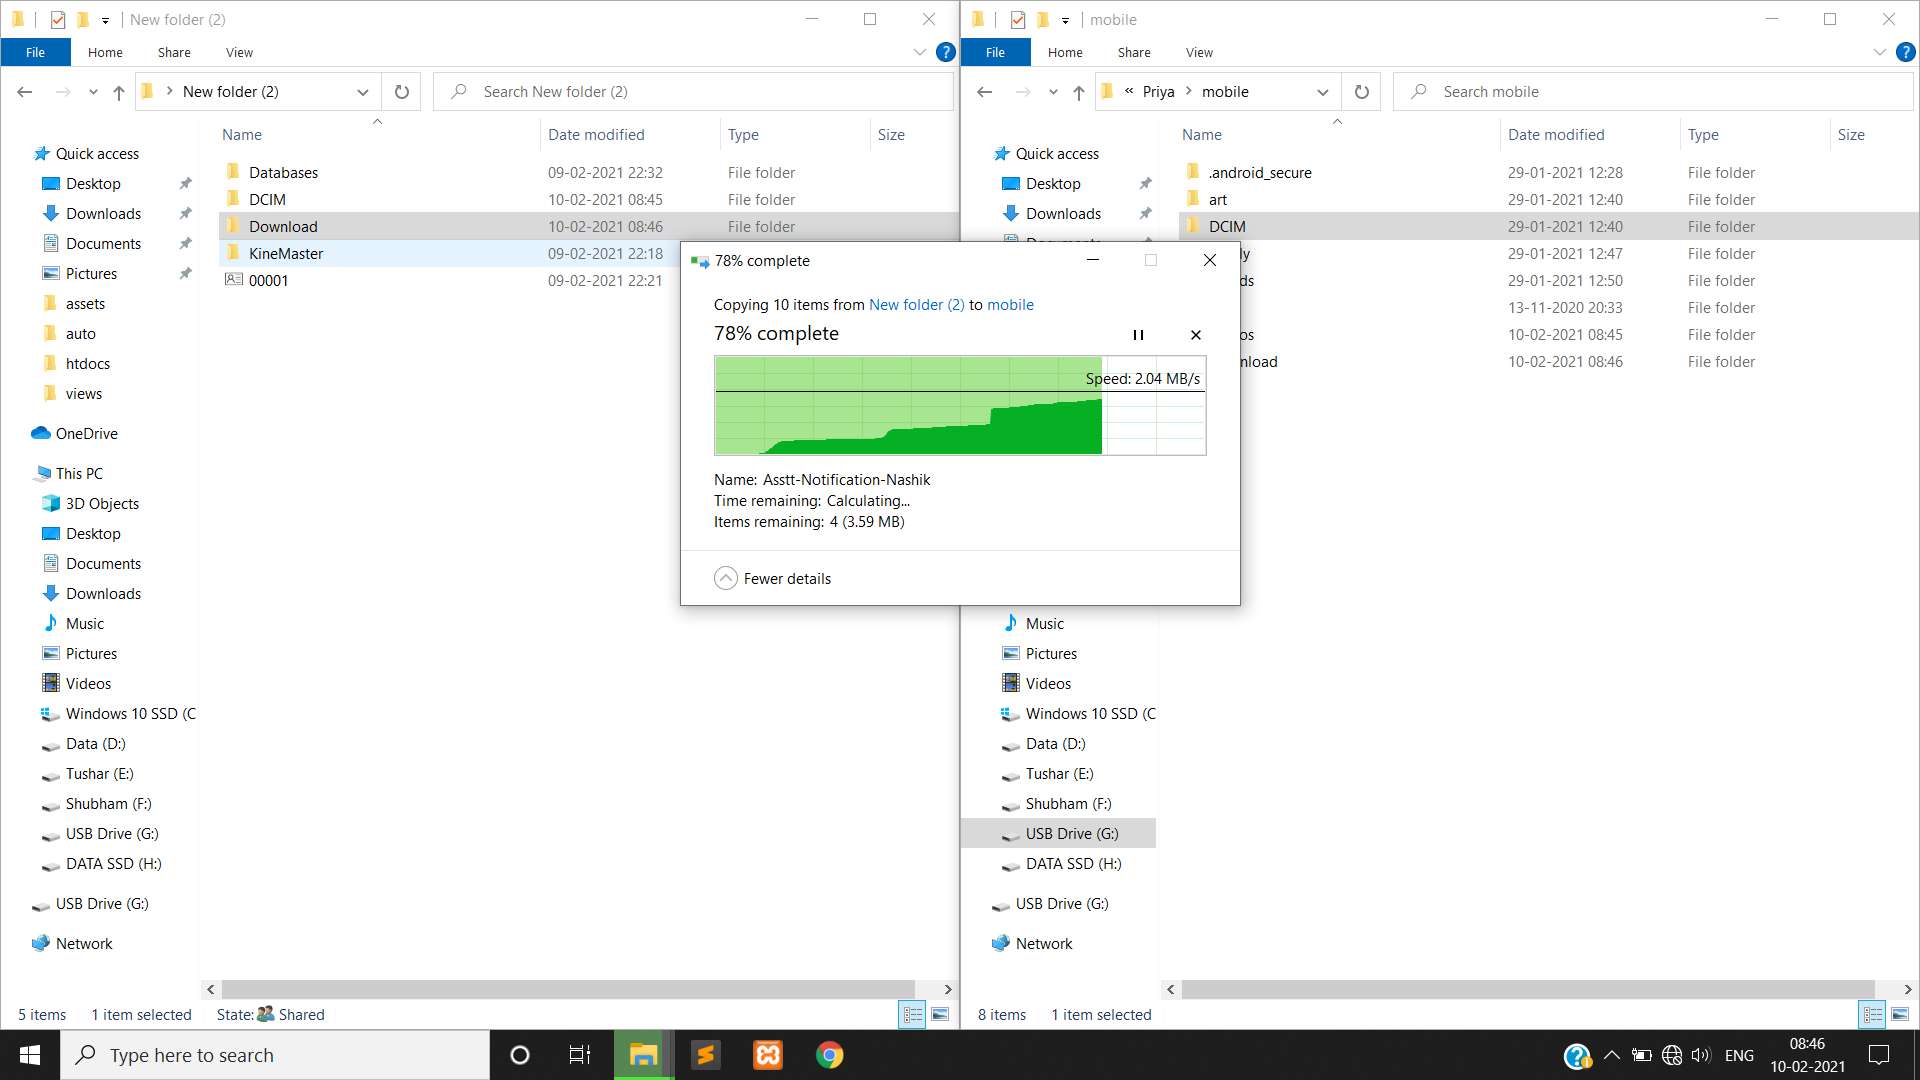 New folder (2)
File Home Share View
New folder (2)
Search New folder (2)
Name Date modified Type Size
Databases 09-02-2021 22:32 File folder
DCIM 10-02-2021 08:45 File folder
Download 10-02-2021 08:46 File folder
KineMaster 09-02-2021 22:18
00001 09-02-2021 22:21
Quick access
Desktop
Downloads
Documents
Pictures
assets
auto
htdocs
views
OneDrive
This PC
3D Objects
Desktop
Documents
Downloads
Music
Pictures
Videos
Windows 10 SSD (C
Data (D:)
Tushar (E:)
Shubham (F:)
USB Drive (G:)
DATA SSD (H:)
USB Drive (G:)
Network
5 items 1 item selected State: Shared
78% complete
Copying 10 items from New folder (2) to mobile
78% complete
Speed: 2.04 MB/s
Name: Asstt-Notification-Nashik
Time remaining: Calculating...
Items remaining: 4 (3.59 MB)
Fewer details
mobile
File Home Share View
« Priya mobile
Search mobile
Name Date modified Type Size
.android_secure 29-01-2021 12:28 File folder
art 29-01-2021 12:40 File folder
DCIM 29-01-2021 12:40 File folder
ly 29-01-2021 12:47 File folder
ds 29-01-2021 12:50 File folder
13-11-2020 20:33 File folder
os 10-02-2021 08:45 File folder
nload 10-02-2021 08:46 File folder
Quick access
Desktop
Downloads
Music
Pictures
Videos
Windows 10 SSD (C
Data (D:)
Tushar (E:)
Shubham (F:)
USB Drive (G:)
DATA SSD (H:)
USB Drive (G:)
Network
8 items 1 item selected
Type here to search
ENG
08:46
10-02-2021